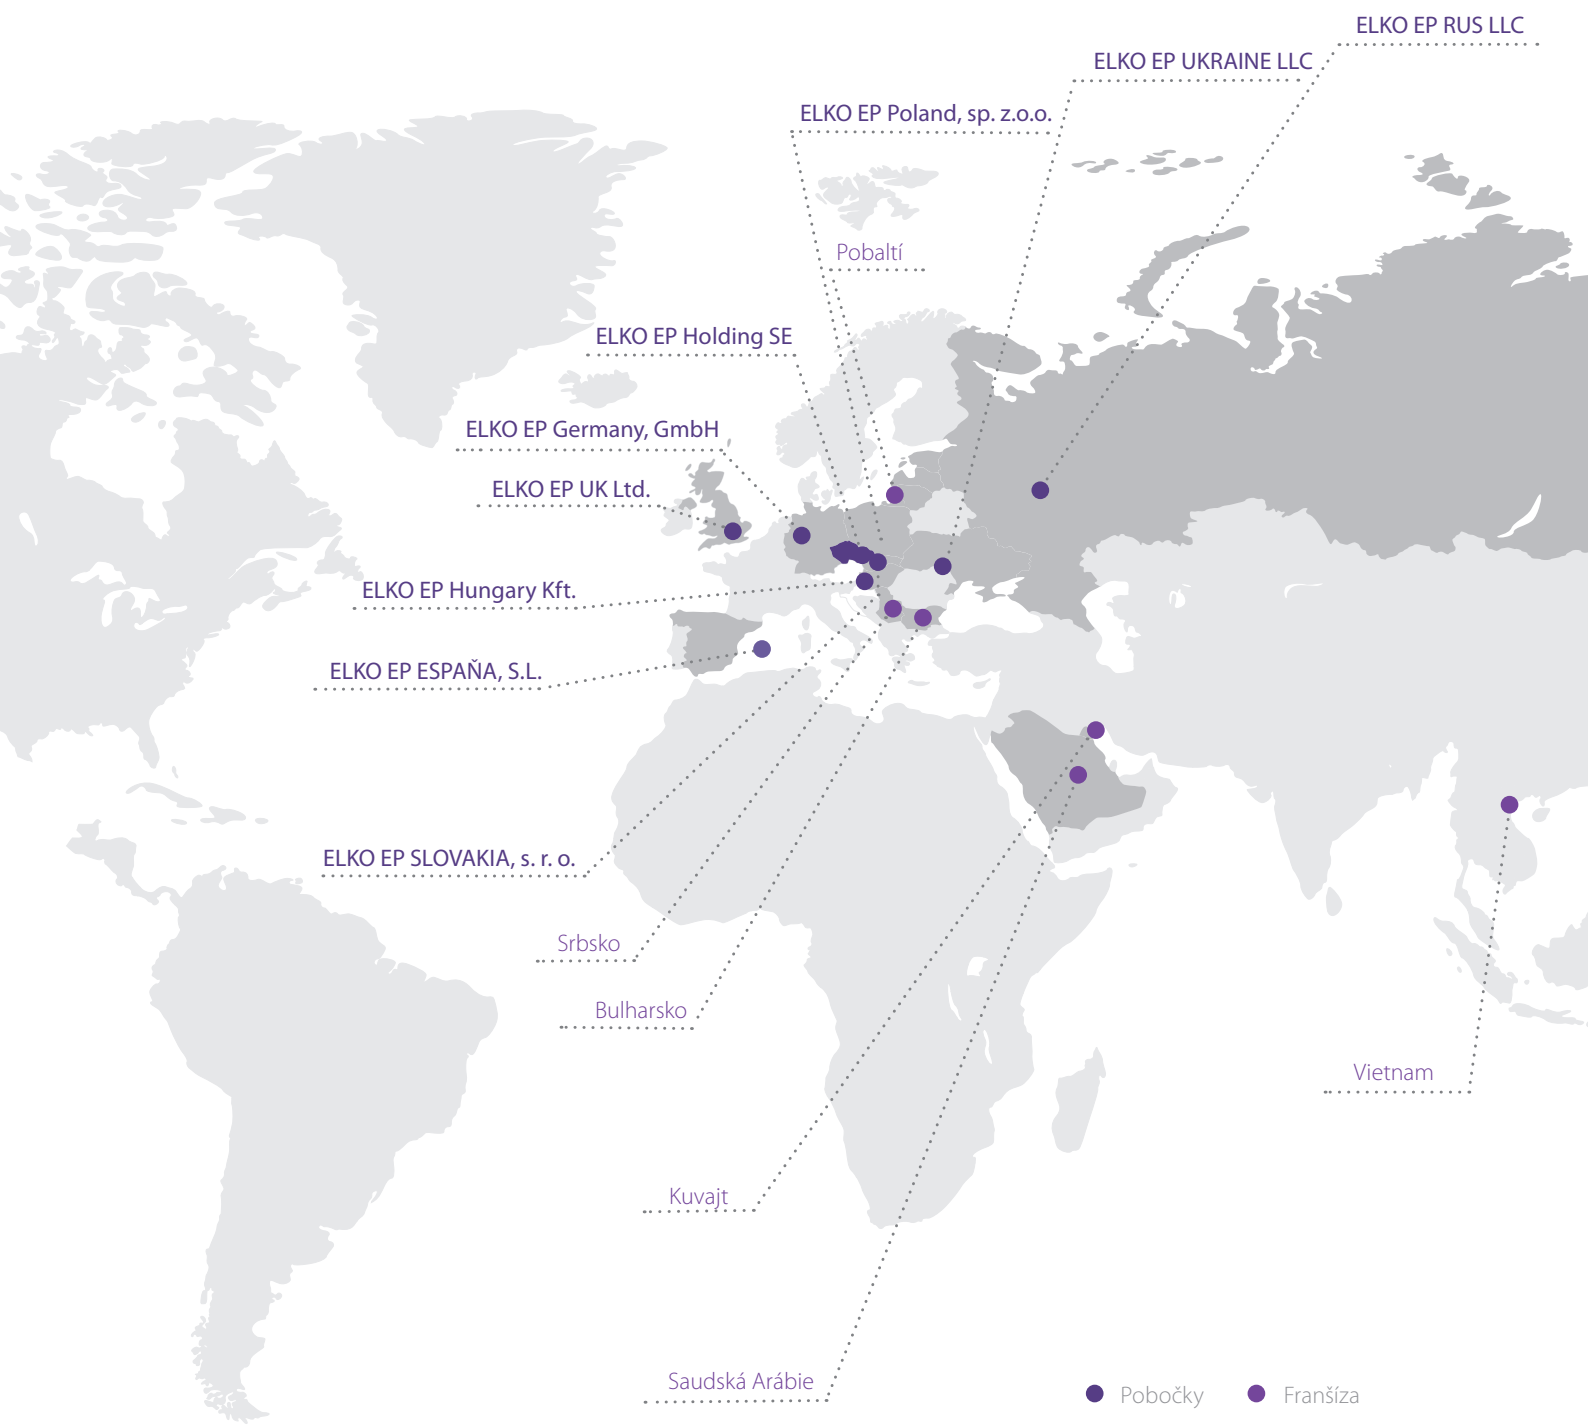 ELKO EP RUS LLC
ELKO EP UKRAINE LLC
ELKO EP Poland, sp. z.o.o.
Pobaltí
ELKO EP Holding SE
ELKO EP Germany, GmbH
ELKO EP UK Ltd.
ELKO EP Hungary Kft.
ELKO EP ESPAŇA, S.L.
ELKO EP SLOVAKIA, s. r. o.
Srbsko
Bulharsko
Vietnam
Kuvajt
Saudská Arábie
Pobočky
Franšíza